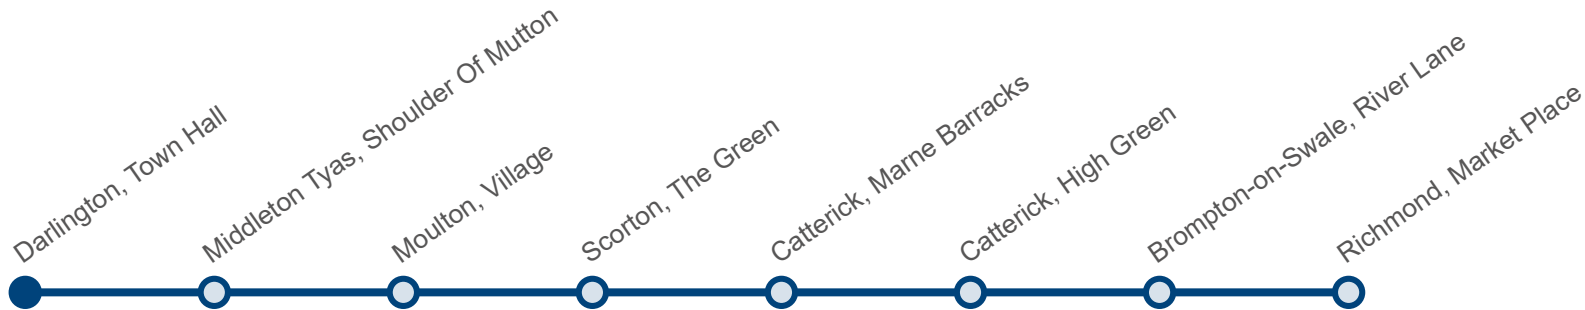 Darlington, Town Hall
Middleton Tyas, Shoulder Of Mutton
Moulton, Village
Scorton, The Green
Catterick, Marne Barracks
Catterick, High Green
Brompton-on-Swale, River Lane
Richmond, Market Place